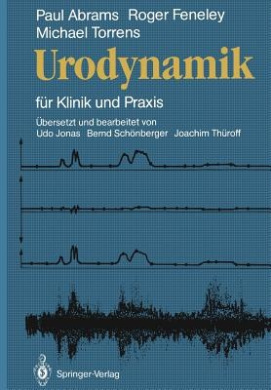 Paul Abrams Roger Feneley
Michael Torrens
Urodynamik
für Klinik und Praxis
Übersetzt und bearbeitet von
Udo Jonas Bernd Schönberger Joachim Thüroff
Springer-Verlag